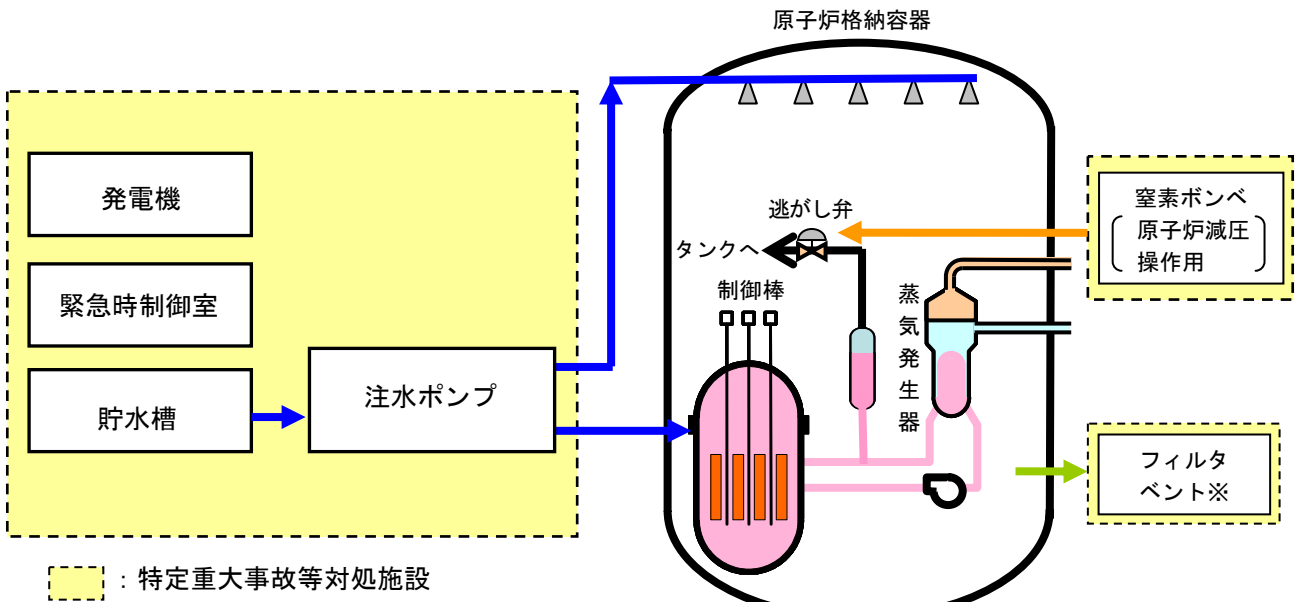 原子炉格納容器
発電機
緊急時制御室
貯水槽
注水ポンプ
逃がし弁
タンクへ
制御棒
蒸気発生器
窒素ボンベ
原子炉減圧
操作用
フィルタ
ベント※
：特定重大事故等対処施設